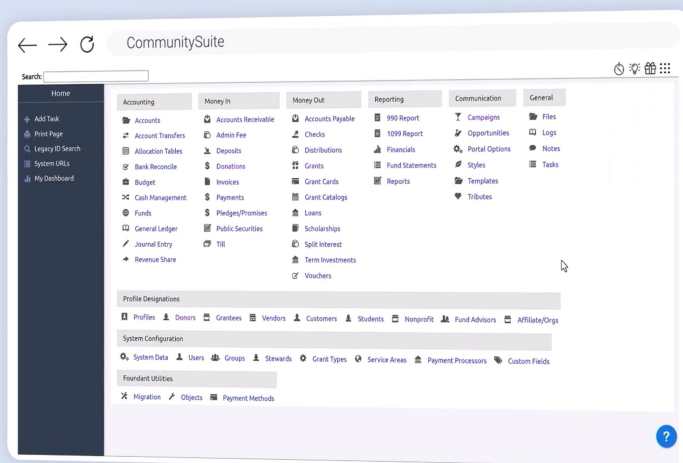 CommunitySuite
Search:
Home
Add Task
Print Page
Legacy ID Search
System URLs
My Dashboard
Accounting
Accounts
Account Transfers
Allocation Tables
Bank Reconcile
Budget
Cash Management
Funds
General Ledger
Journal Entry
Revenue Share
Money In
Accounts Receivable
Admin Fee
Deposits
Donations
Invoices
Payments
Pledges/Promises
Public Securities
Till
Money Out
Accounts Payable
Checks
Distributions
Grants
Grant Cards
Grant Catalogs
Loans
Scholarships
Split Interest
Term Investments
Vouchers
Reporting
990 Report
1099 Report
Financials
Fund Statements
Reports
Communication
Campaigns
Opportunities
Portal Options
Styles
Templates
Tributes
General
Files
Logs
Notes
Tasks
Profile Designations
Profiles Donors Grantees Vendors Customers Students Nonprofit Fund Advisors Affiliate/Orgs
System Configuration
System Data Users Groups Stewards Grant Types Service Areas Payment Processors Custom Fields
Foundant Utilities
Migration Objects Payment Methods
?